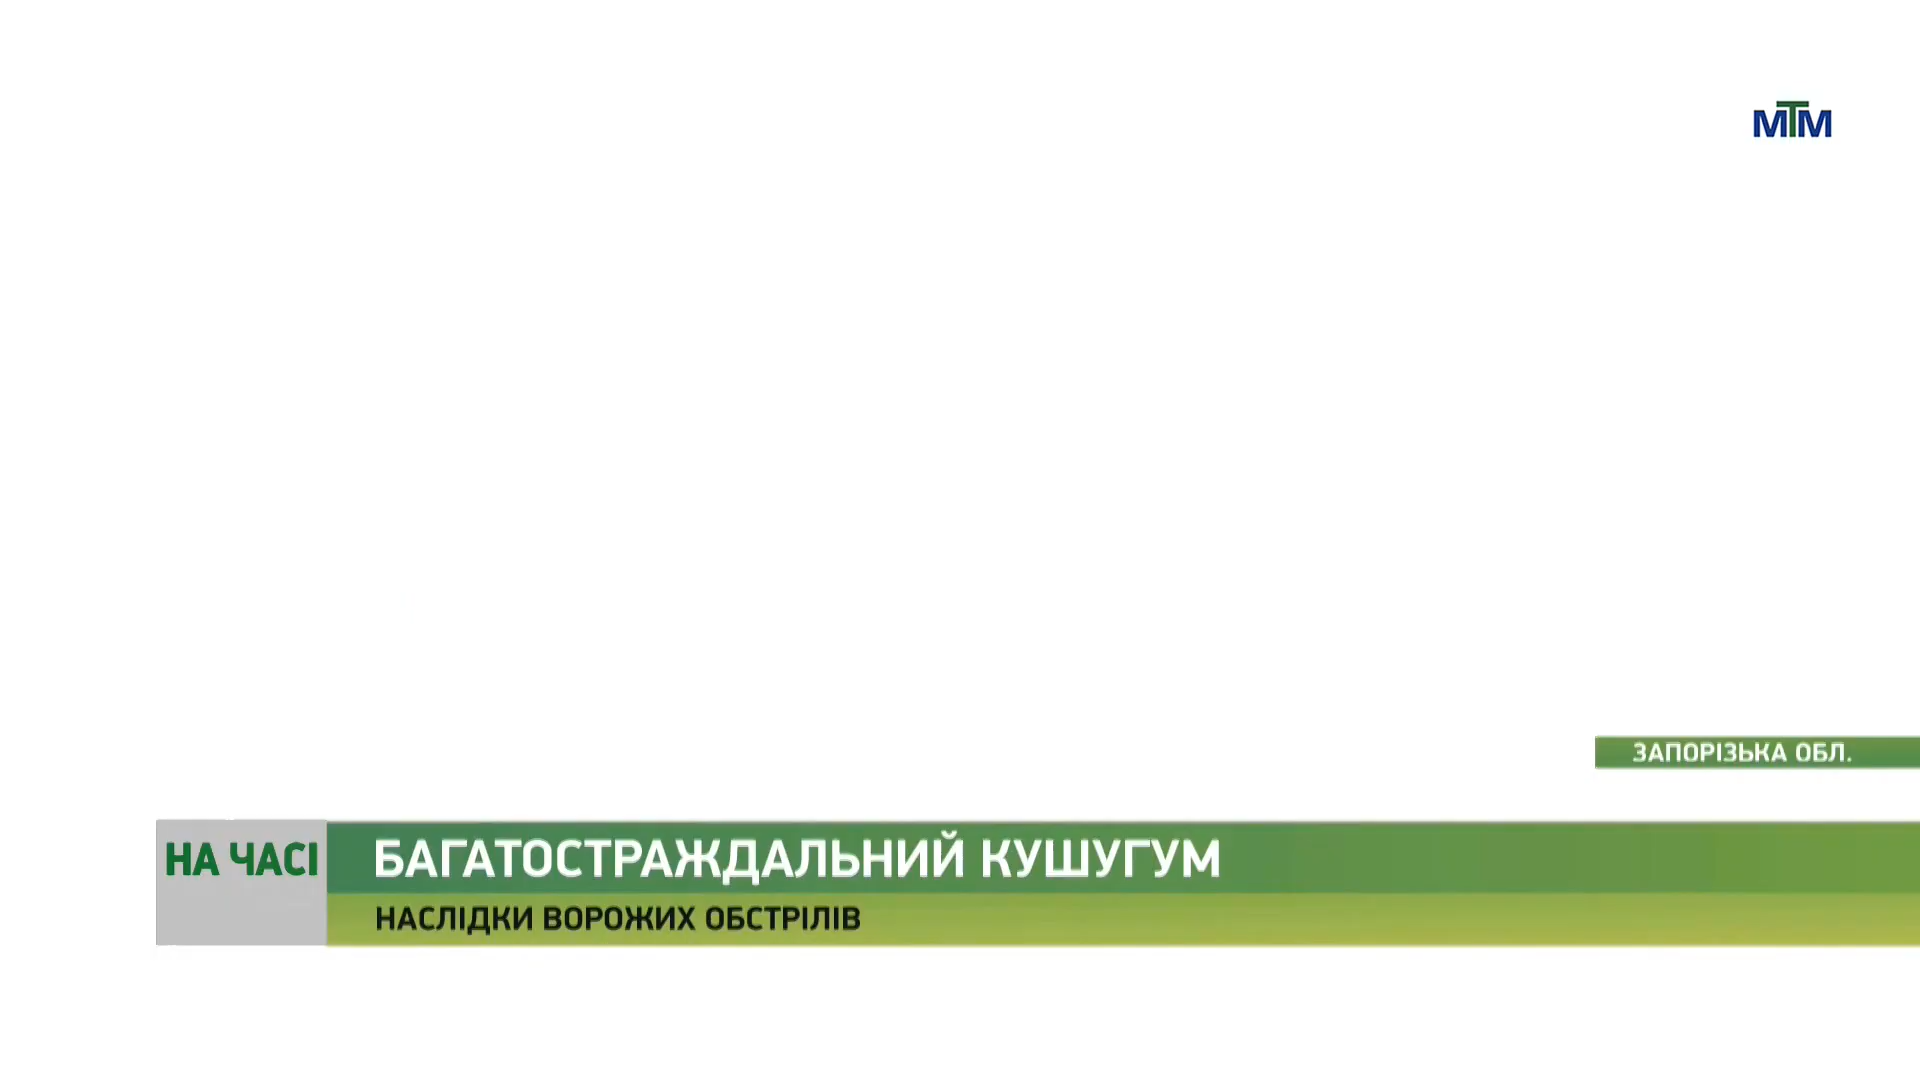 МТМ
ЗАПОРІЗЬКА ОБЛ.
НА ЧАСІ
БАГАТОСТРАЖДАЛЬНИЙ КУШУГУМ
НАСЛІДКИ ВОРОЖИХ ОБСТРІЛІВ